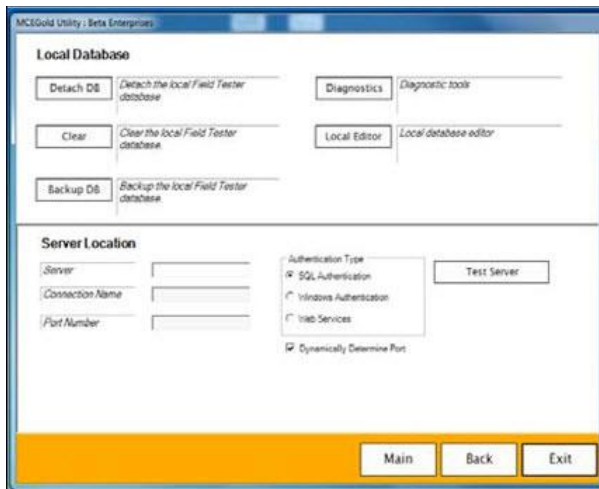 MCEGold Utility : Beta Enterprises
Local Database
Detach DB
Detach the local Field Tester
database
Diagnostics
Diagnostic tools
Clear
Clear the local Field Tester
database.
Local Editor
Local database editor
Backup DB
Backup the local Field Tester
database.
Server Location
Server
Connection Name
Port Number
Authentication Type
SQL Authentication
Windows Authentication
Web Services
Dynamically Determine Port
Test Server
Main
Back
Exit